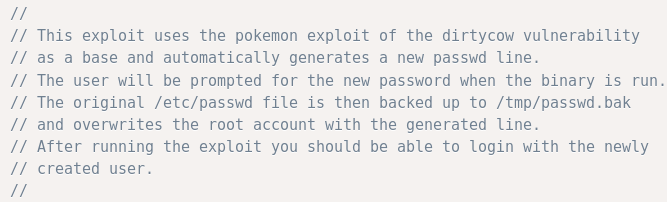 //
// This exploit uses the pokemon exploit of the dirtycow vulnerability
// as a base and automatically generates a new passwd line.
// The user will be prompted for the new password when the binary is run.
// The original /etc/passwd file is then backed up to /tmp/passwd.bak
// and overwrites the root account with the generated line.
// After running the exploit you should be able to login with the newly
// created user.
//